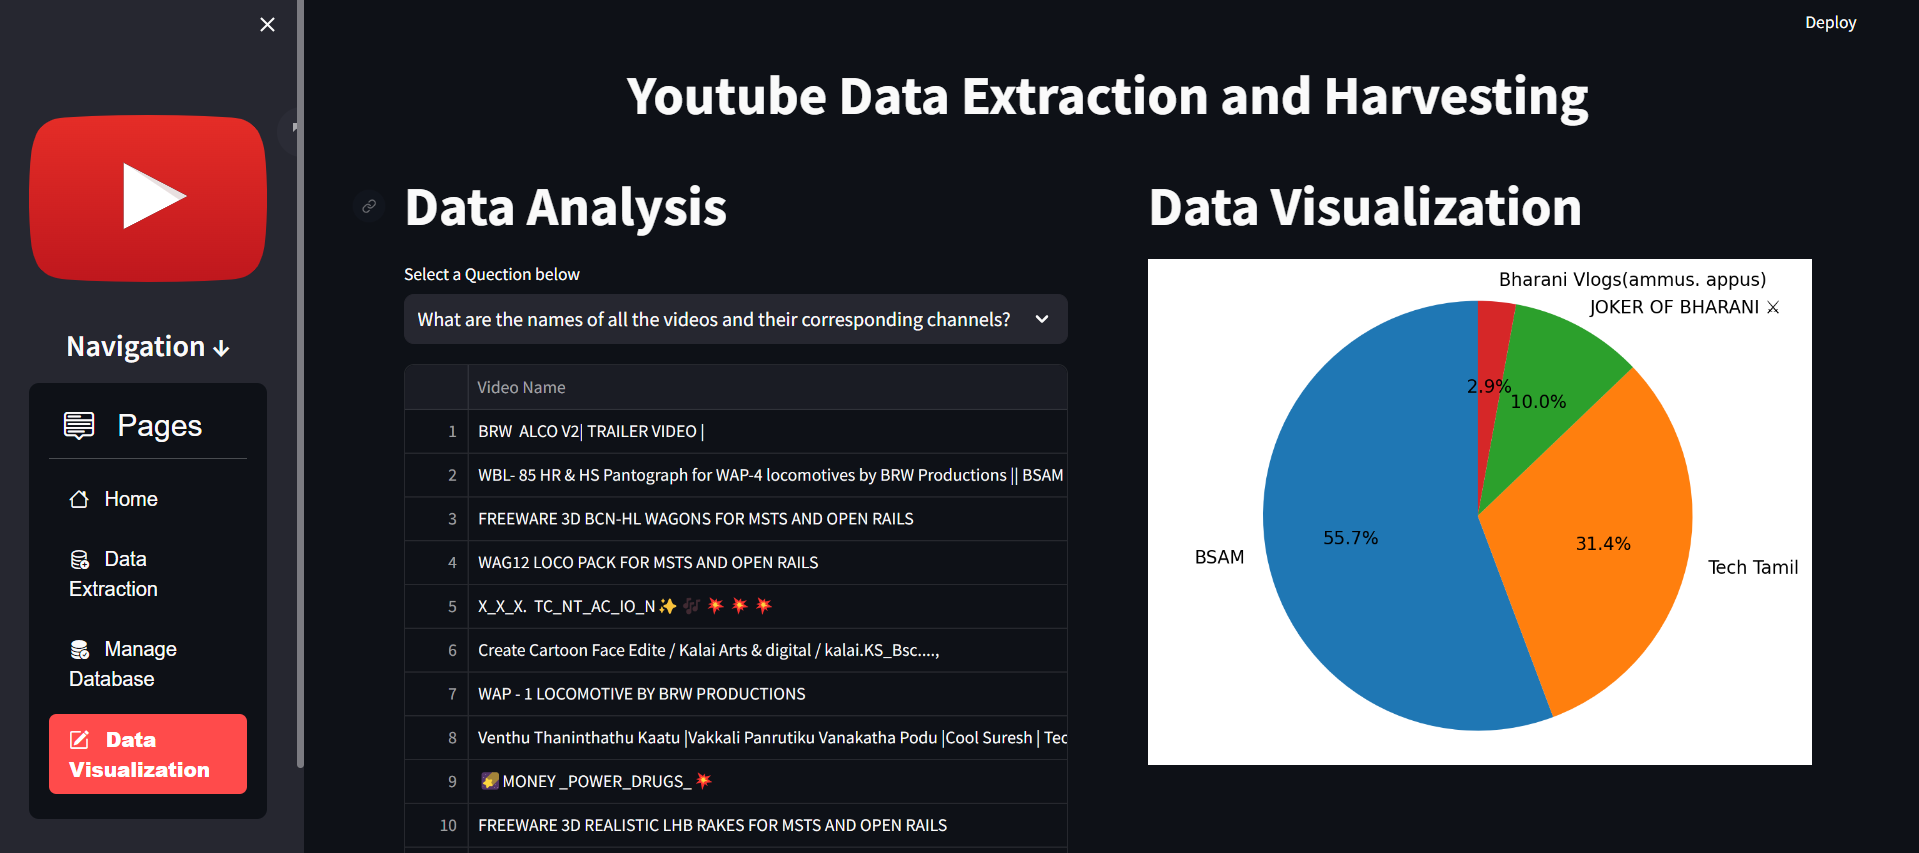 Deploy
Youtube Data Extraction and Harvesting
Navigation
Pages
Home
Data
Extraction
Manage
Database
Data
Visualization
Data Analysis
Select a Quection below
What are the names of all the videos and their corresponding channels?
Video Name
1 BRW  ALCO V2| TRAILER VIDEO |
2 WBL- 85 HR & HS Pantograph for WAP-4 locomotives by BRW Productions || BSAM
3 FREEWARE 3D BCN-HL WAGONS FOR MSTS AND OPEN RAILS
4 WAG12 LOCO PACK FOR MSTS AND OPEN RAILS
5 X_X_X.  TC_NT_AC_IO_N✨🎶💥💥💥
6 Create Cartoon Face Edite / Kalai Arts & digital / kalai.KS_Bsc....,
7 WAP - 1 LOCOMOTIVE BY BRW PRODUCTIONS
8 Venthu Thaninthathu Kaatu |Vakkali Panrutiku Vanakatha Podu |Cool Suresh | Tec
9 🌠MONEY _POWER_DRUGS_💥
10 FREEWARE 3D REALISTIC LHB RAKES FOR MSTS AND OPEN RAILS
Data Visualization
Bharani Vlogs(ammus. appus)
JOKER OF BHARANI ⚔
2.9%
10.0%
55.7%
31.4%
BSAM
Tech Tamil